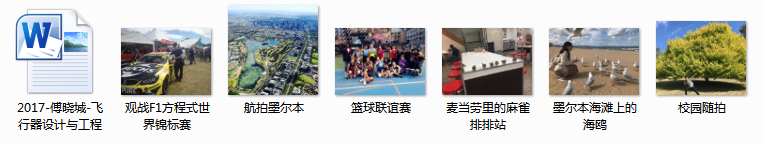 2017-傅晓城-飞
行器设计与工程
观战F1方程式世
界锦标赛
航拍墨尔本
篮球联谊赛
麦当劳里的麻雀
排排站
墨尔本海滩上的
海鸥
校园随拍